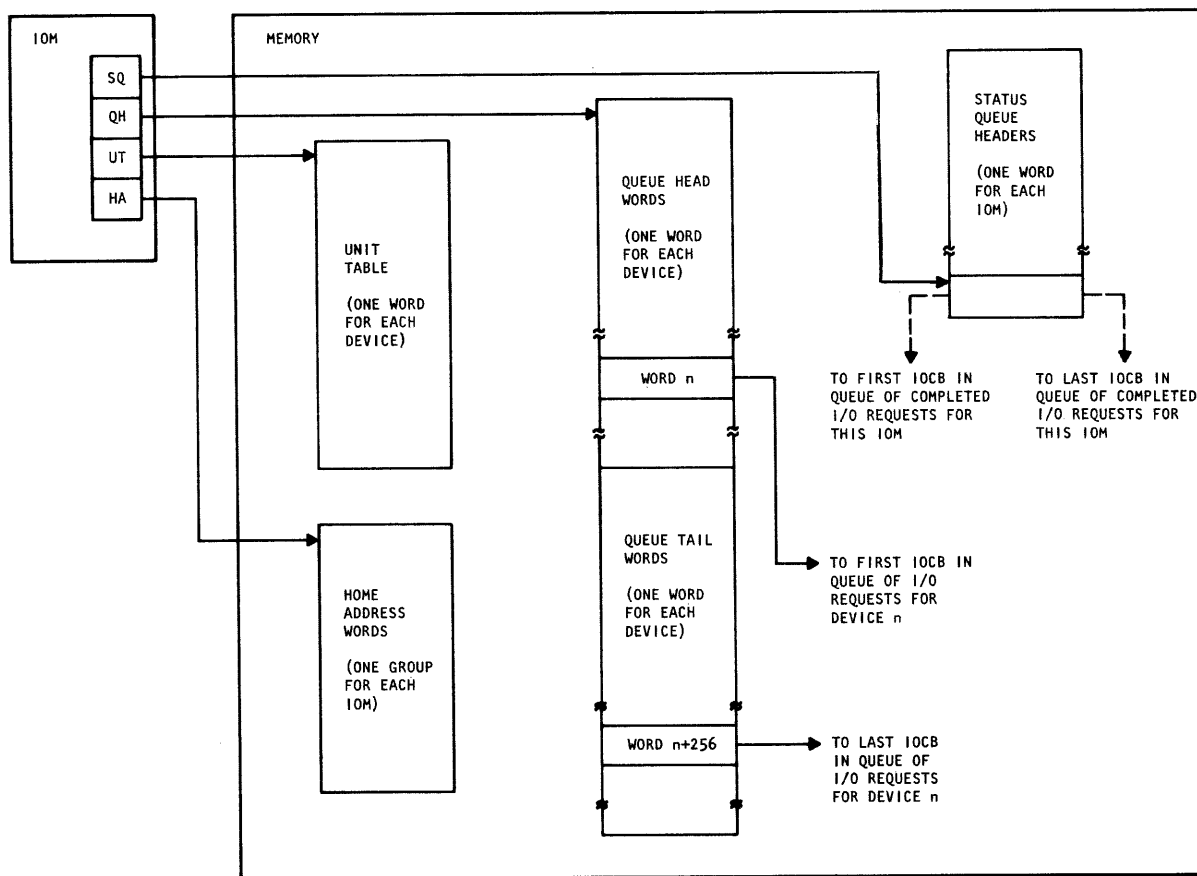 IOM
SQ
QH
UT
HA
MEMORY
UNIT
TABLE
(ONE WORD
FOR EACH
DEVICE)
HOME
ADDRESS
WORDS
(ONE GROUP
FOR EACH
IOM)
QUEUE HEAD
WORDS
(ONE WORD
FOR EACH
DEVICE)
WORD n
QUEUE TAIL
WORDS
(ONE WORD
FOR EACH
DEVICE)
WORD n+256
STATUS
QUEUE
HEADERS
(ONE WORD
FOR EACH
IOM)
TO FIRST IOCB IN
QUEUE OF COMPLETED
I/O REQUESTS FOR
THIS IOM
TO LAST IOCB IN
QUEUE OF COMPLETED
I/O REQUESTS FOR
THIS IOM
TO FIRST IOCB IN
QUEUE OF I/O
REQUESTS FOR
DEVICE n
TO LAST IOCB
IN QUEUE OF
I/O REQUESTS
FOR DEVICE n